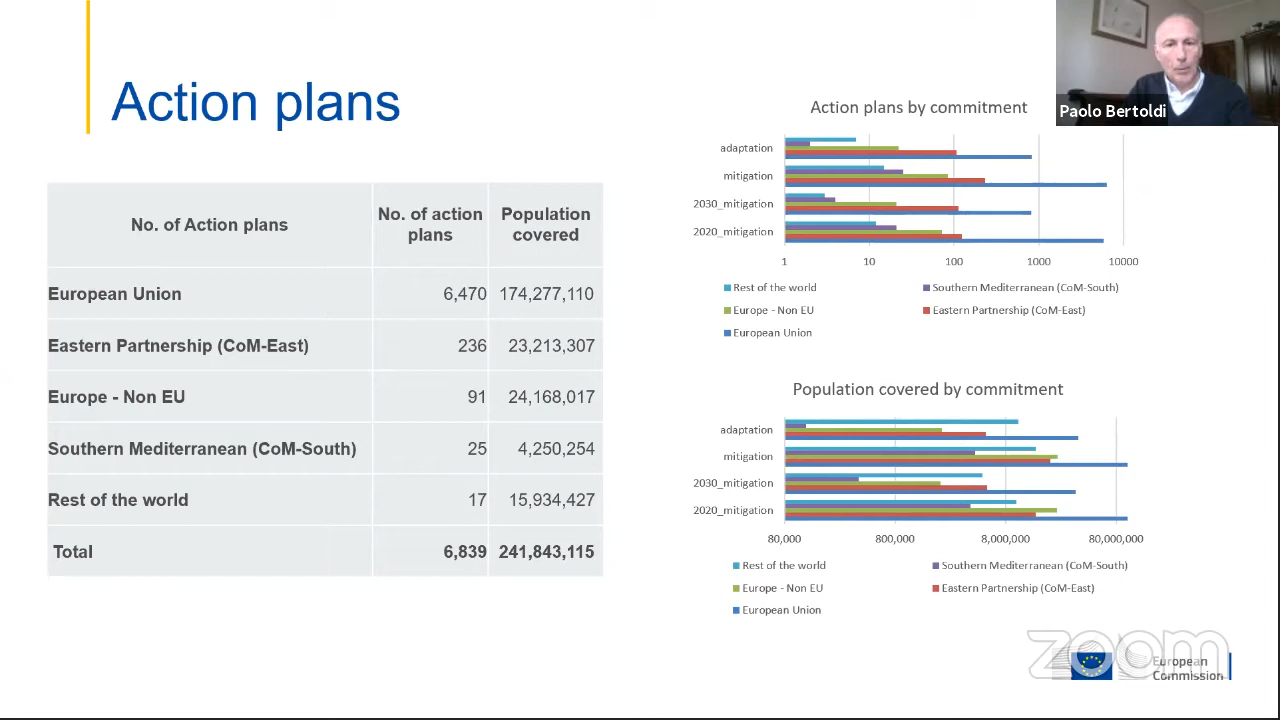 Action plans
Paolo Bertoldi
No. of Action plans
No. of action plans
Population covered
European Union 6,470 174,277,110
Eastern Partnership (CoM-East) 236 23,213,307
Europe - Non EU 91 24,168,017
Southern Mediterranean (CoM-South) 25 4,250,254
Rest of the world 17 15,934,427
Total 6,839 241,843,115
Action plans by commitment
adaptation
mitigation
2030_mitigation
2020_mitigation
1 10 100 1000 10000
Rest of the world Southern Mediterranean (CoM-South)
Europe - Non EU Eastern Partnership (CoM-East)
European Union
Population covered by commitment
adaptation
mitigation
2030_mitigation
2020_mitigation
80,000 800,000 8,000,000 80,000,000
Rest of the world Southern Mediterranean (CoM-South)
Europe - Non EU Eastern Partnership (CoM-East)
European Union
zoom
European
Commission